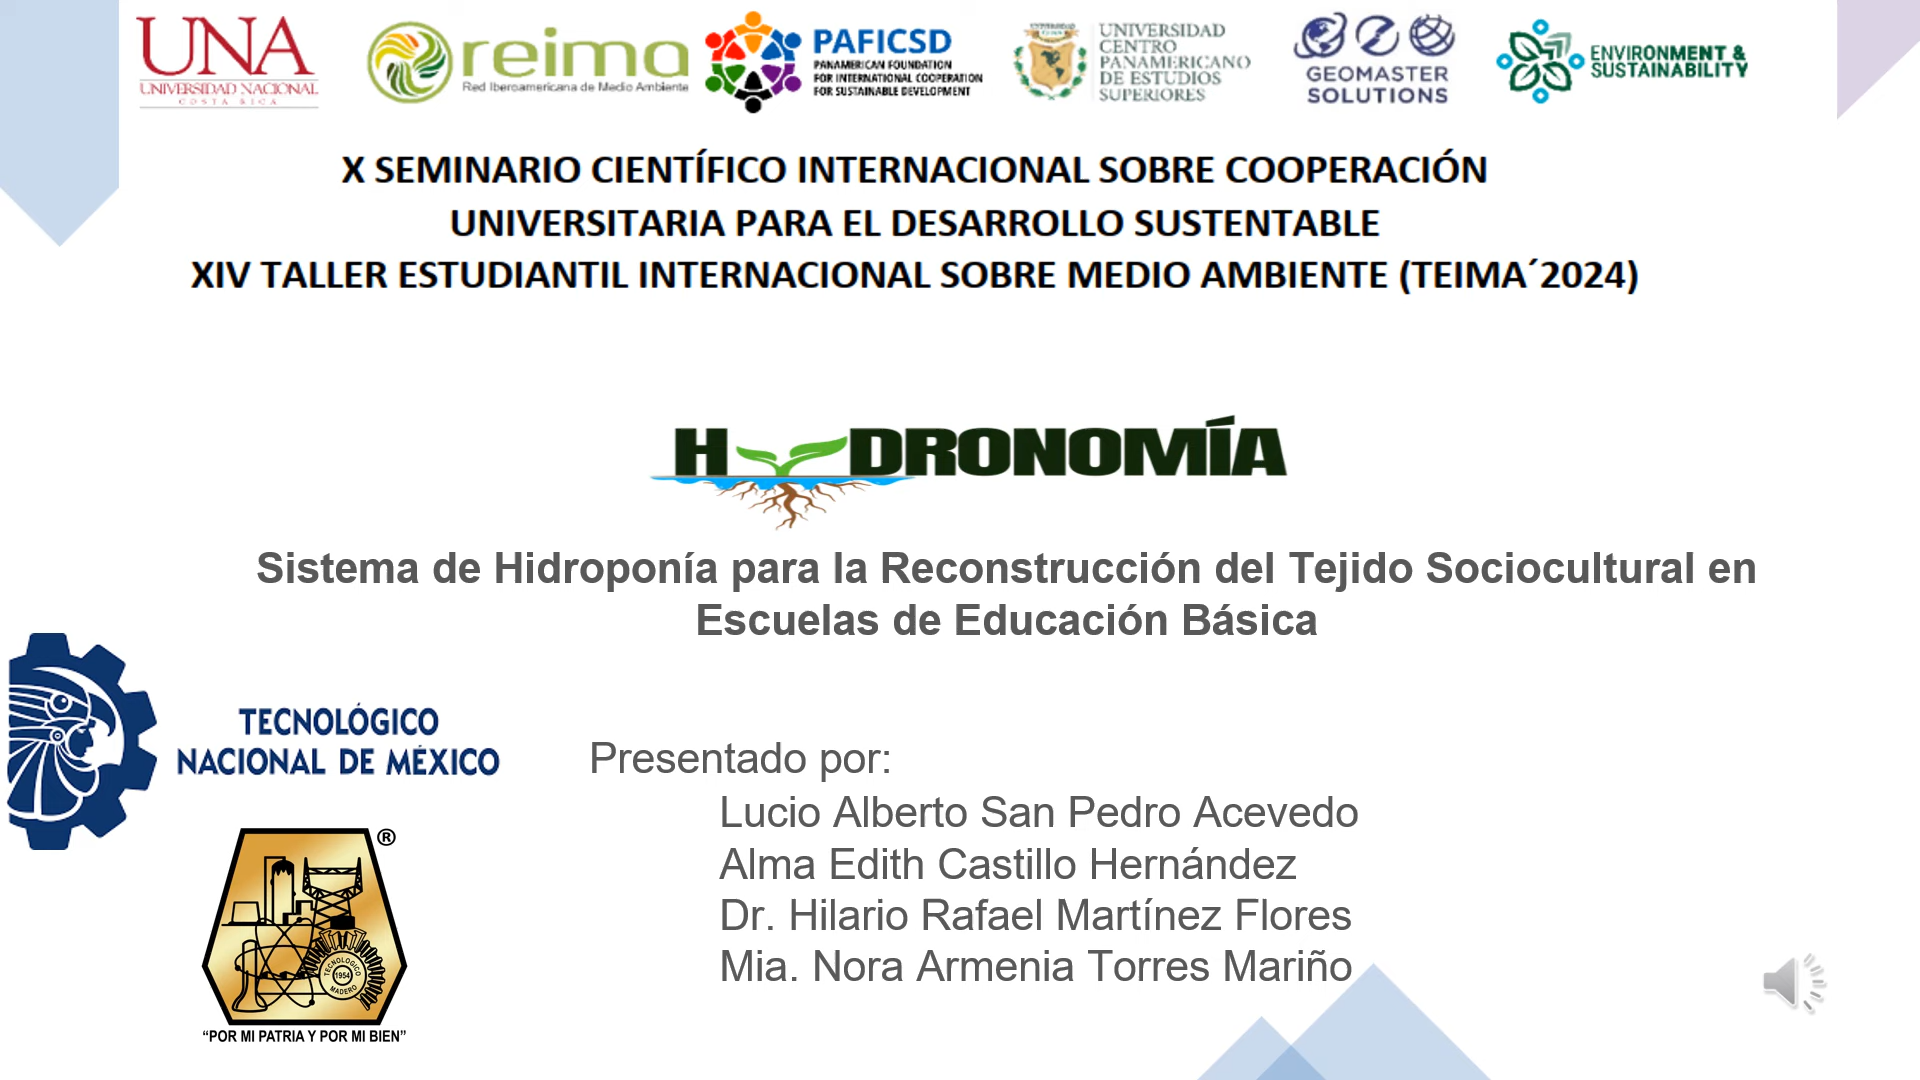 UNA
UNIVERSIDAD NACIONAL
COSTA RICA
reima
Red Iberoamericana de Medio Ambiente
PAFICSD
PANAMERICAN FOUNDATION
FOR INTERNATIONAL COOPERATION
FOR SUSTAINABLE DEVELOPMENT
UNIVERSIDAD
CENTRO
PANAMERICANO
DE ESTUDIOS
SUPERIORES
GEOMASTER
SOLUTIONS
ENVIRONMENT &
SUSTAINABILITY
X SEMINARIO CIENTÍFICO INTERNACIONAL SOBRE COOPERACIÓN
UNIVERSITARIA PARA EL DESARROLLO SUSTENTABLE
XIV TALLER ESTUDIANTIL INTERNACIONAL SOBRE MEDIO AMBIENTE (TEIMA´2024)
HYDRONOMÍA
Sistema de Hidroponía para la Reconstrucción del Tejido Sociocultural en
Escuelas de Educación Básica
TECNOLÓGICO
NACIONAL DE MÉXICO
Presentado por:
Lucio Alberto San Pedro Acevedo
Alma Edith Castillo Hernández
Dr. Hilario Rafael Martínez Flores
Mia. Nora Armenia Torres Mariño
®
TECNOLOGICO
1954
MADERO
“POR MI PATRIA Y POR MI BIEN”